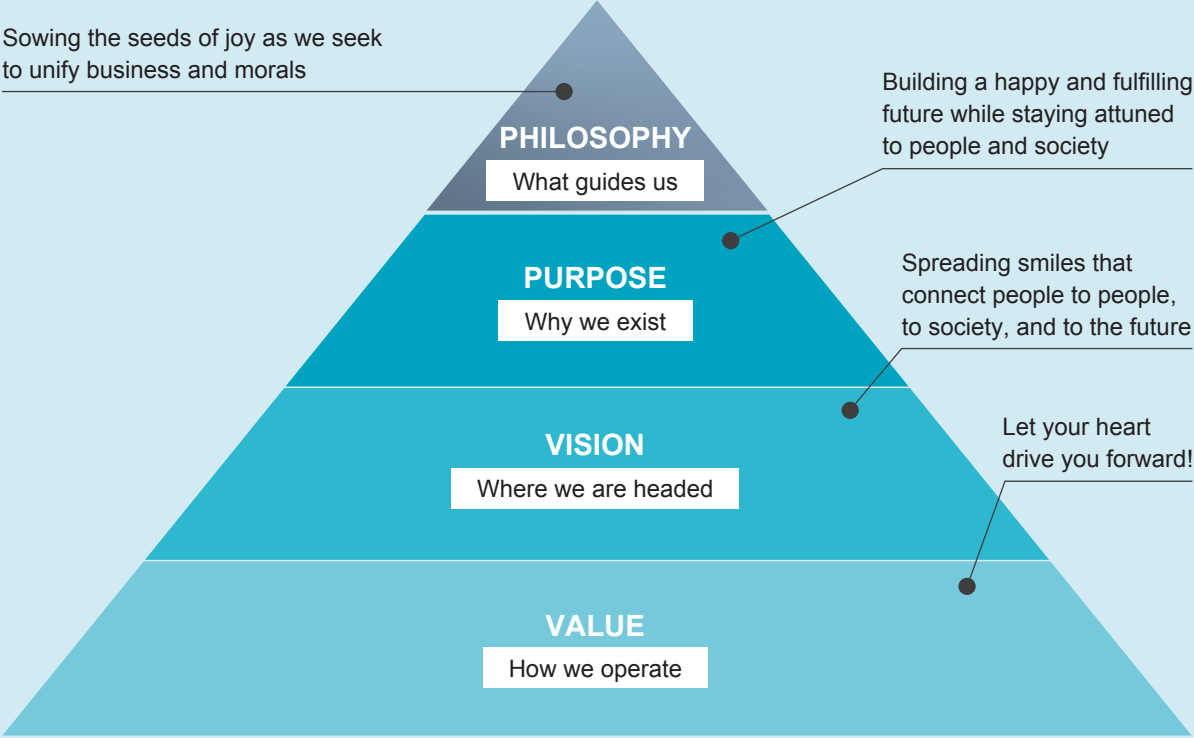 Sowing the seeds of joy as we seek
to unify business and morals
PHILOSOPHY
What guides us
Building a happy and fulfilling
future while staying attuned
to people and society
PURPOSE
Why we exist
Spreading smiles that
connect people to people,
to society, and to the future
VISION
Where we are headed
Let your heart
drive you forward!
VALUE
How we operate